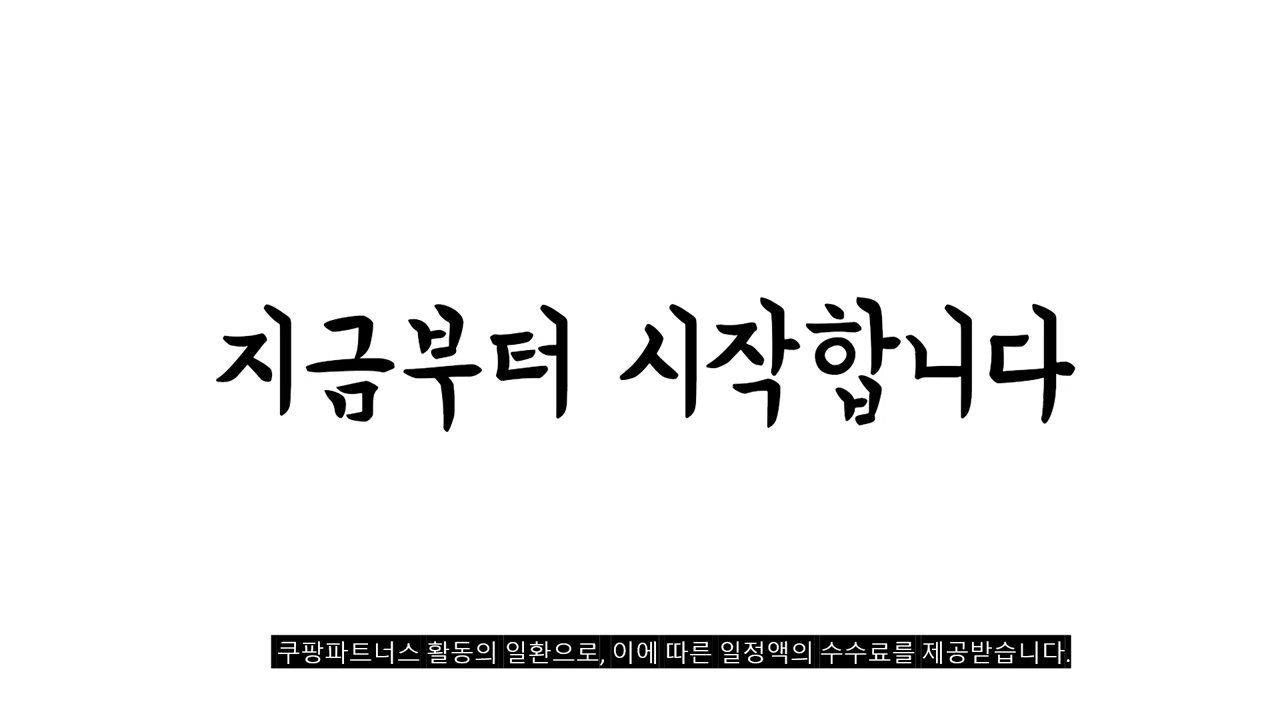 지금부터 시작합니다
쿠팡파트너스 활동의 일환으로, 이에 따른 일정액의 수수료를 제공받습니다.